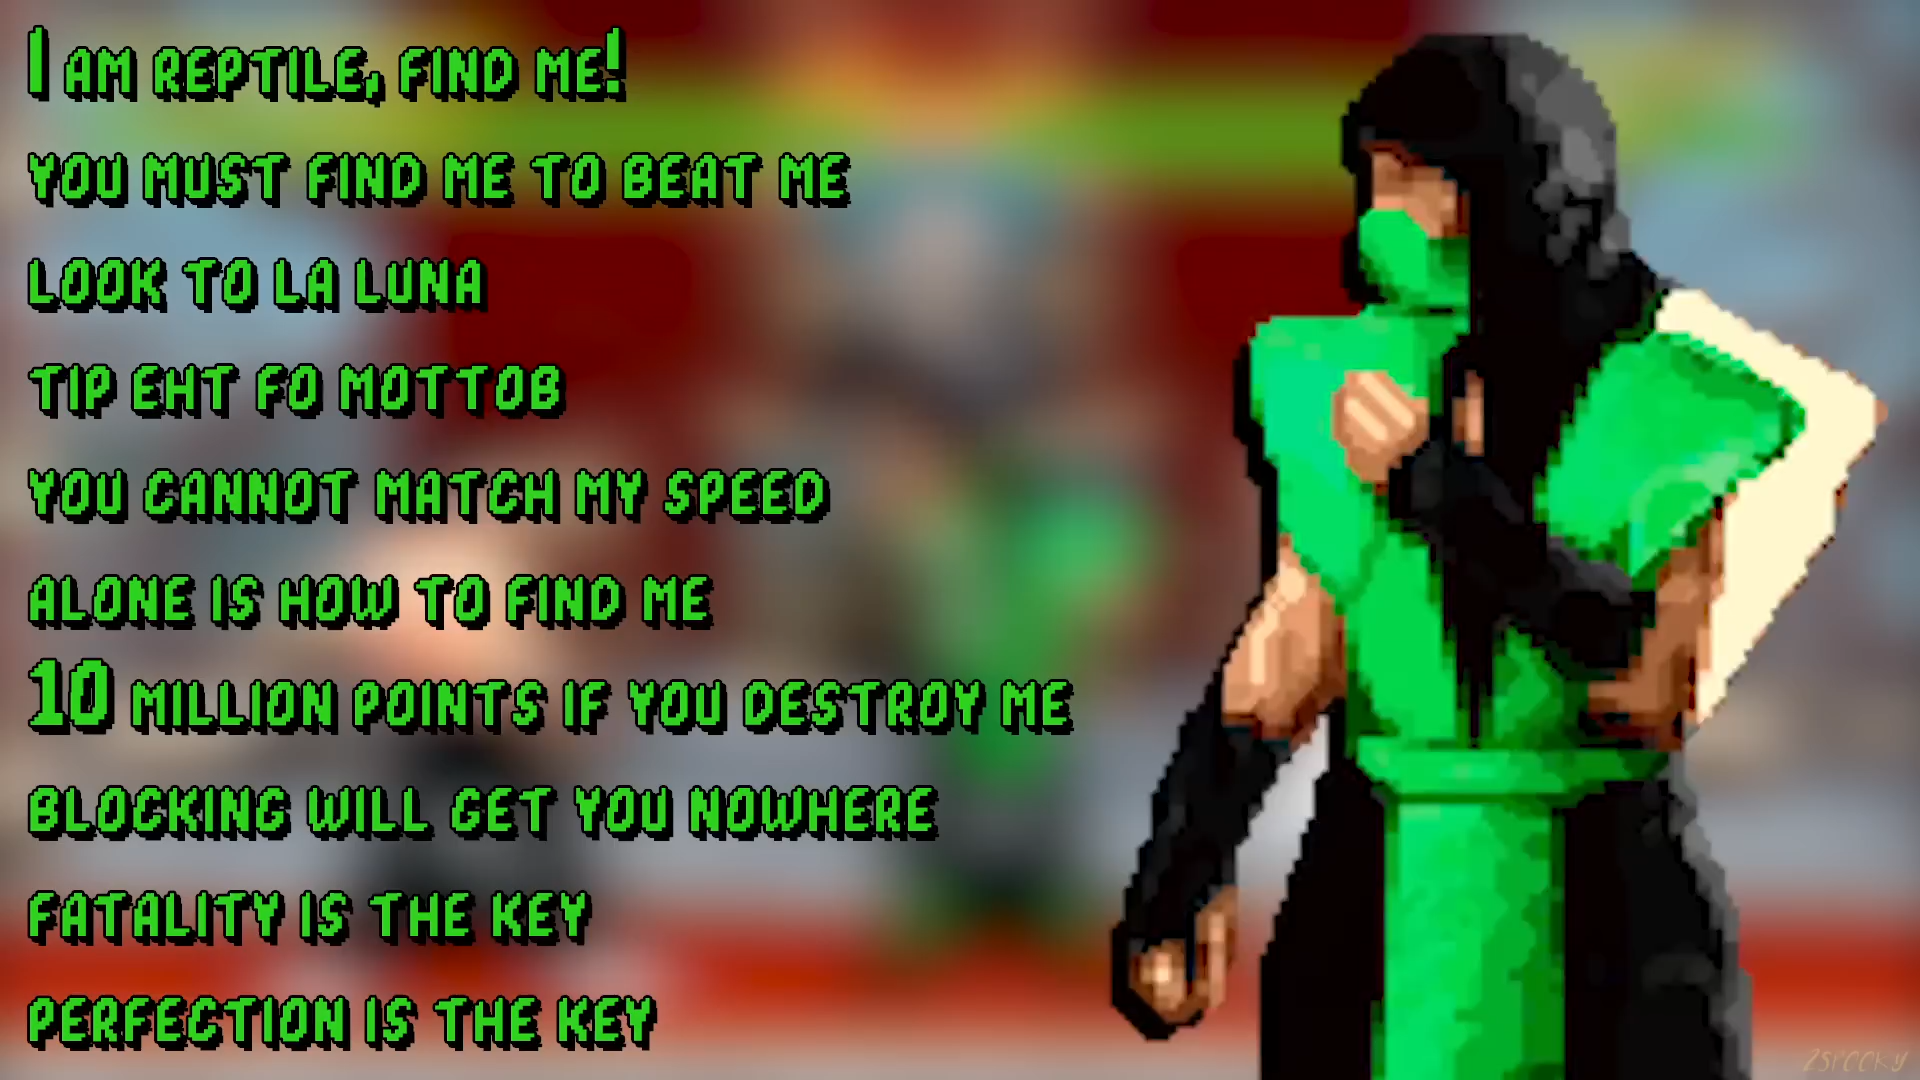 I am reptile, find me!
you must find me to beat me
look to la luna
tip eht fo mottob
you cannot match my speed
alone is how to find me
10 million points if you destroy me
blocking will get you nowhere
fatality is the key
perfection is the key
2spooky